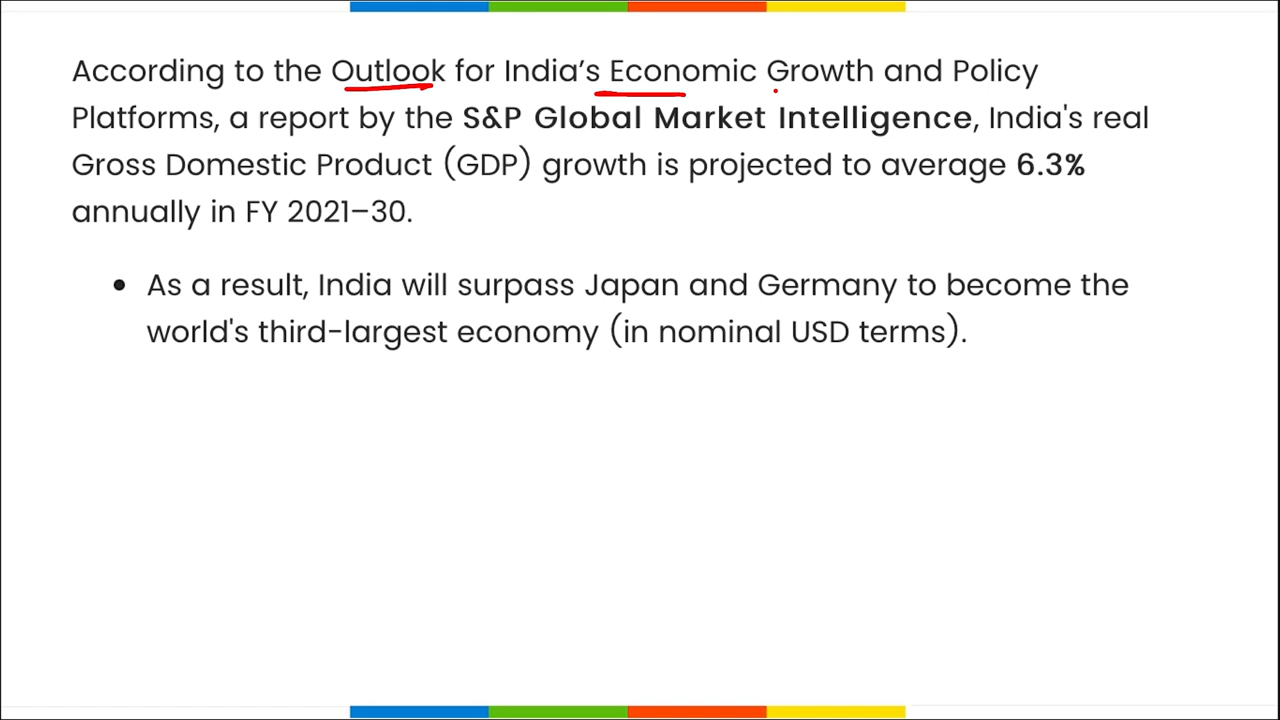 According to the Outlook for India’s Economic Growth and Policy
Platforms, a report by the S&P Global Market Intelligence, India's real
Gross Domestic Product (GDP) growth is projected to average 6.3%
annually in FY 2021–30.
• As a result, India will surpass Japan and Germany to become the
world's third-largest economy (in nominal USD terms).